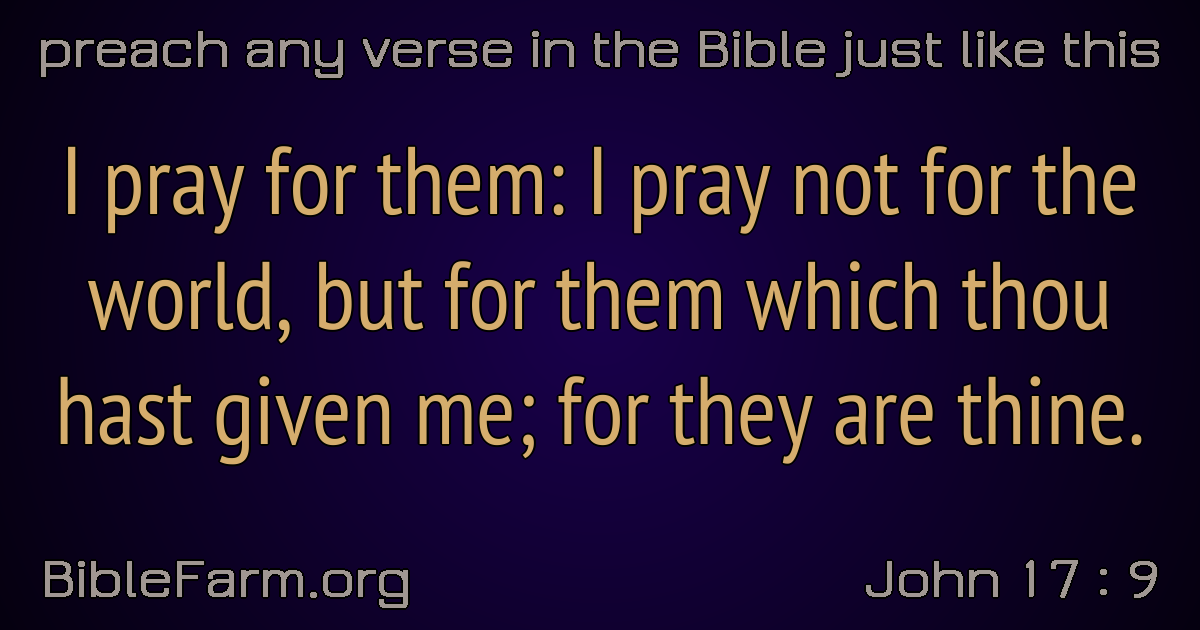 preach any verse in the Bible just like this
I pray for them: I pray not for the
world, but for them which thou
hast given me; for they are thine.
BibleFarm.org
John 17 : 9